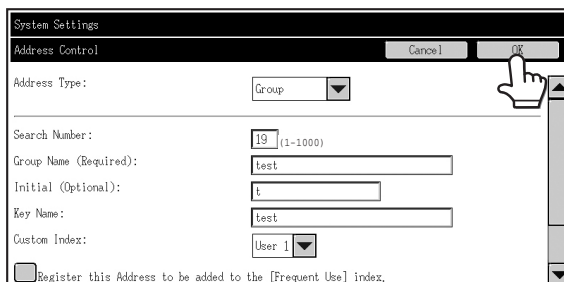 System Settings
Address Control Cancel OK
Address Type: Group
Search Number: 19 (1-1000)
Group Name (Required): test
Initial (Optional): t
Key Name: test
Custom Index: User 1
Register this Address to be added to the [Frequent Use] index.